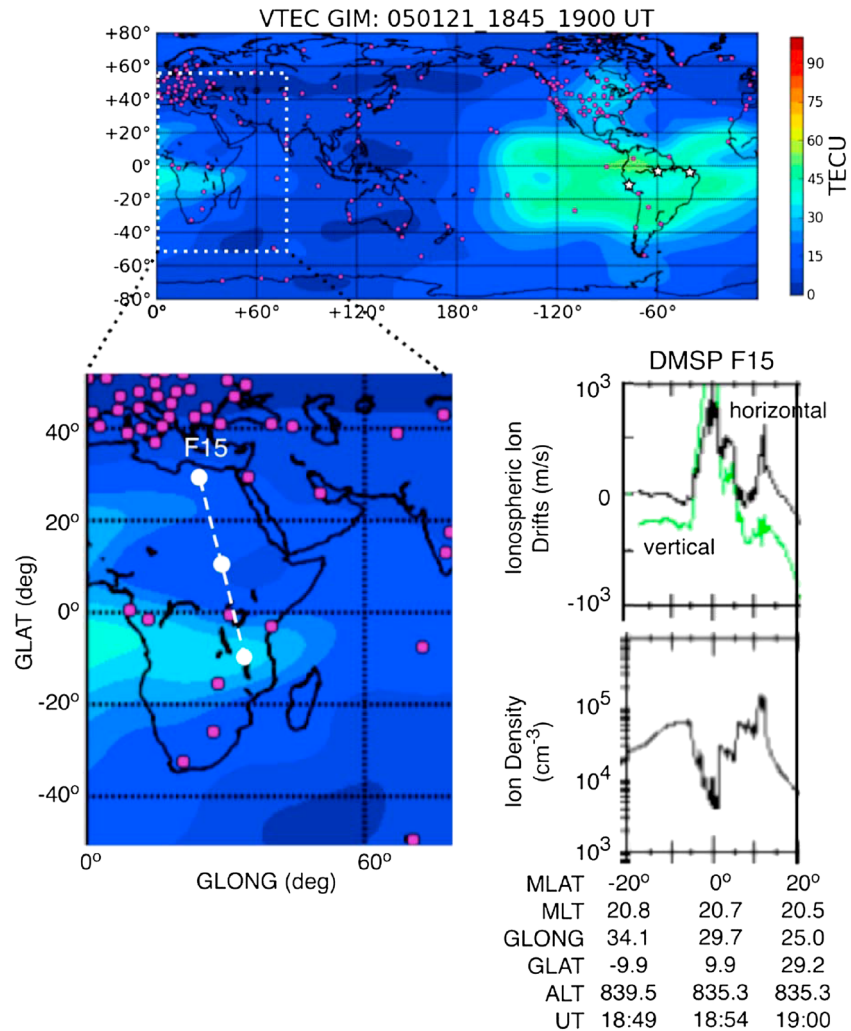 VTEC GIM: 050121_1845_1900 UT
+80°
+60°
+40°
+20°
0°
-20°
-40°
-60°
-80°
0°
+60°
+120°
180°
-120°
-60°
90
75
60
45
30
15
0
TECU
F15
40°
20°
0°
-20°
-40°
GLAT (deg)
0°
60°
GLONG (deg)
DMSP F15
10³
0
-10³
Ionospheric Ion
Drifts (m/s)
horizontal
vertical
10⁵
10⁴
10³
Ion Density
(cm⁻³)
MLAT -20° 0° 20°
MLT 20.8 20.7 20.5
GLONG 34.1 29.7 25.0
GLAT -9.9 9.9 29.2
ALT 839.5 835.3 835.3
UT 18:49 18:54 19:00